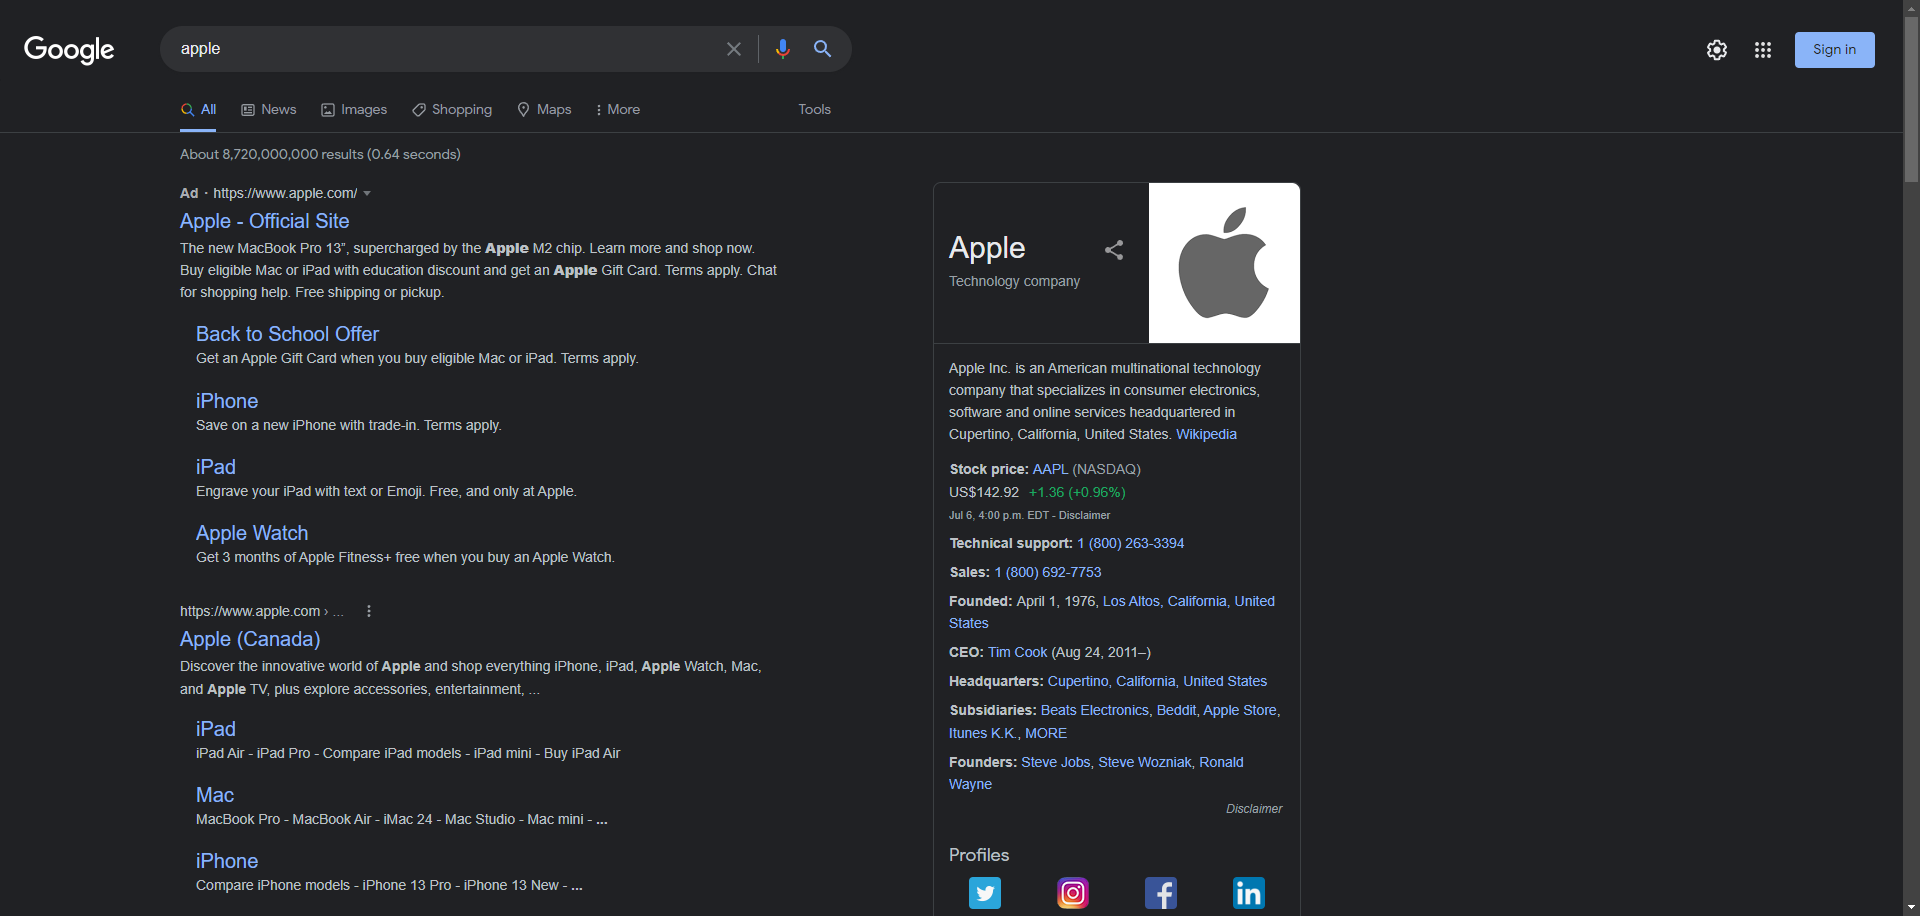 Google
apple
Sign in
All
News
Images
Shopping
Maps
More
Tools
About 8,720,000,000 results (0.64 seconds)
Ad · https://www.apple.com/
Apple - Official Site
The new MacBook Pro 13”, supercharged by the Apple M2 chip. Learn more and shop now.
Buy eligible Mac or iPad with education discount and get an Apple Gift Card. Terms apply. Chat
for shopping help. Free shipping or pickup.
Back to School Offer
Get an Apple Gift Card when you buy eligible Mac or iPad. Terms apply.
iPhone
Save on a new iPhone with trade-in. Terms apply.
iPad
Engrave your iPad with text or Emoji. Free, and only at Apple.
Apple Watch
Get 3 months of Apple Fitness+ free when you buy an Apple Watch.
https://www.apple.com › ...
Apple (Canada)
Discover the innovative world of Apple and shop everything iPhone, iPad, Apple Watch, Mac,
and Apple TV, plus explore accessories, entertainment, ...
iPad
iPad Air - iPad Pro - Compare iPad models - iPad mini - Buy iPad Air
Mac
MacBook Pro - MacBook Air - iMac 24 - Mac Studio - Mac mini - ...
iPhone
Compare iPhone models - iPhone 13 Pro - iPhone 13 New - ...
Apple
Technology company
Apple Inc. is an American multinational technology
company that specializes in consumer electronics,
software and online services headquartered in
Cupertino, California, United States. Wikipedia
Stock price: AAPL (NASDAQ)
US$142.92 +1.36 (+0.96%)
Jul 6, 4:00 p.m. EDT - Disclaimer
Technical support: 1 (800) 263-3394
Sales: 1 (800) 692-7753
Founded: April 1, 1976, Los Altos, California, United
States
CEO: Tim Cook (Aug 24, 2011–)
Headquarters: Cupertino, California, United States
Subsidiaries: Beats Electronics, Beddit, Apple Store,
Itunes K.K., MORE
Founders: Steve Jobs, Steve Wozniak, Ronald
Wayne
Disclaimer
Profiles
f
in